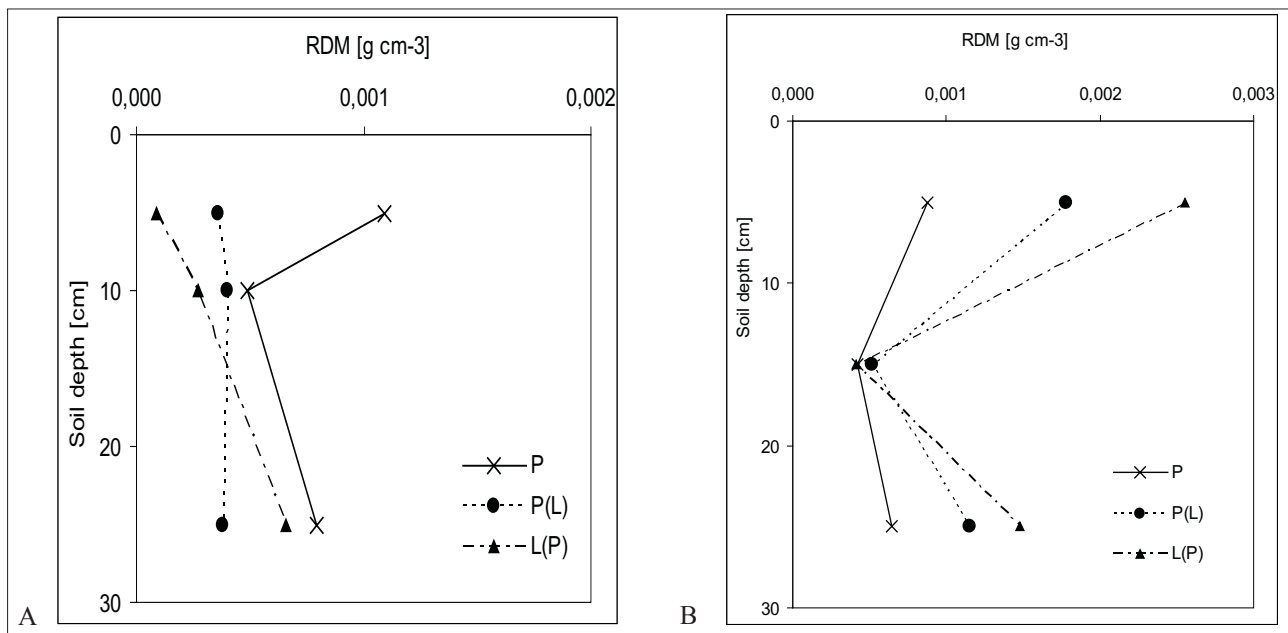 RDM [g cm-3]
0,000 0,001 0,002
0
10
20
30
Soil depth [cm]
P
P(L)
L(P)
A
RDM [g cm-3]
0,000 0,001 0,002 0,003
0
10
20
30
Soil depth [cm]
P
P(L)
L(P)
B